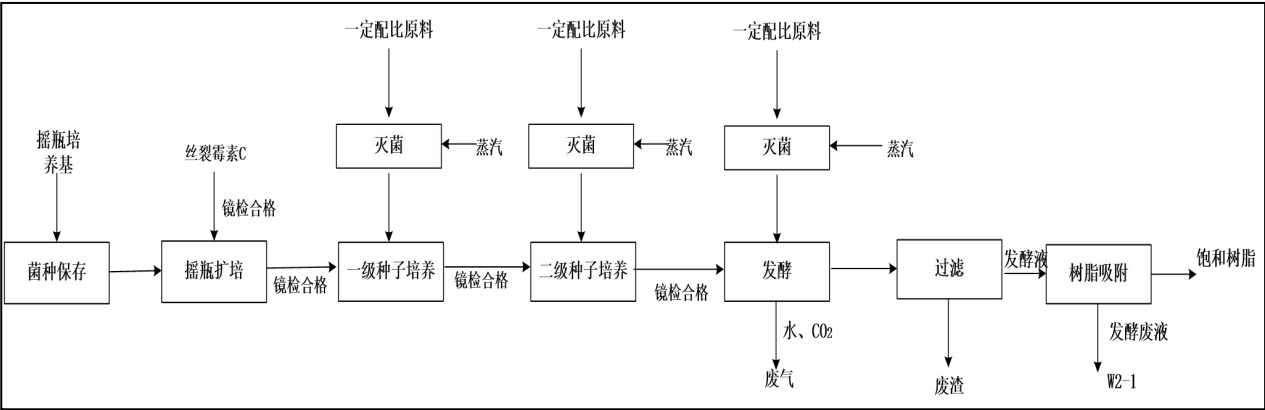 一定配比原料
一定配比原料
一定配比原料
摇瓶培
养基
丝裂霉素C
灭菌
蒸汽
灭菌
蒸汽
灭菌
蒸汽
镜检合格
菌种保存
摇瓶扩培
镜检合格
一级种子培养
镜检合格
二级种子培养
镜检合格
发酵
过滤
发酵液
树脂吸附
饱和树脂
水、CO₂
废气
废渣
发酵废液
W2-1